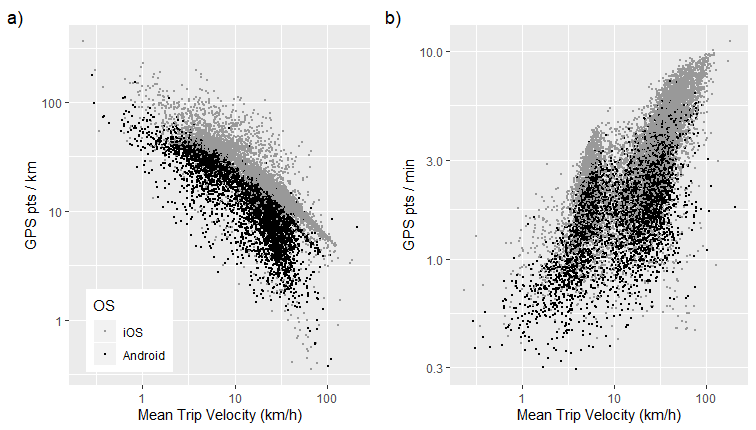 a)
GPS pts / km
100
10
1
OS
iOS
Android
1
10
100
Mean Trip Velocity (km/h)
b)
GPS pts / min
10.0
3.0
1.0
0.3
1
10
100
Mean Trip Velocity (km/h)